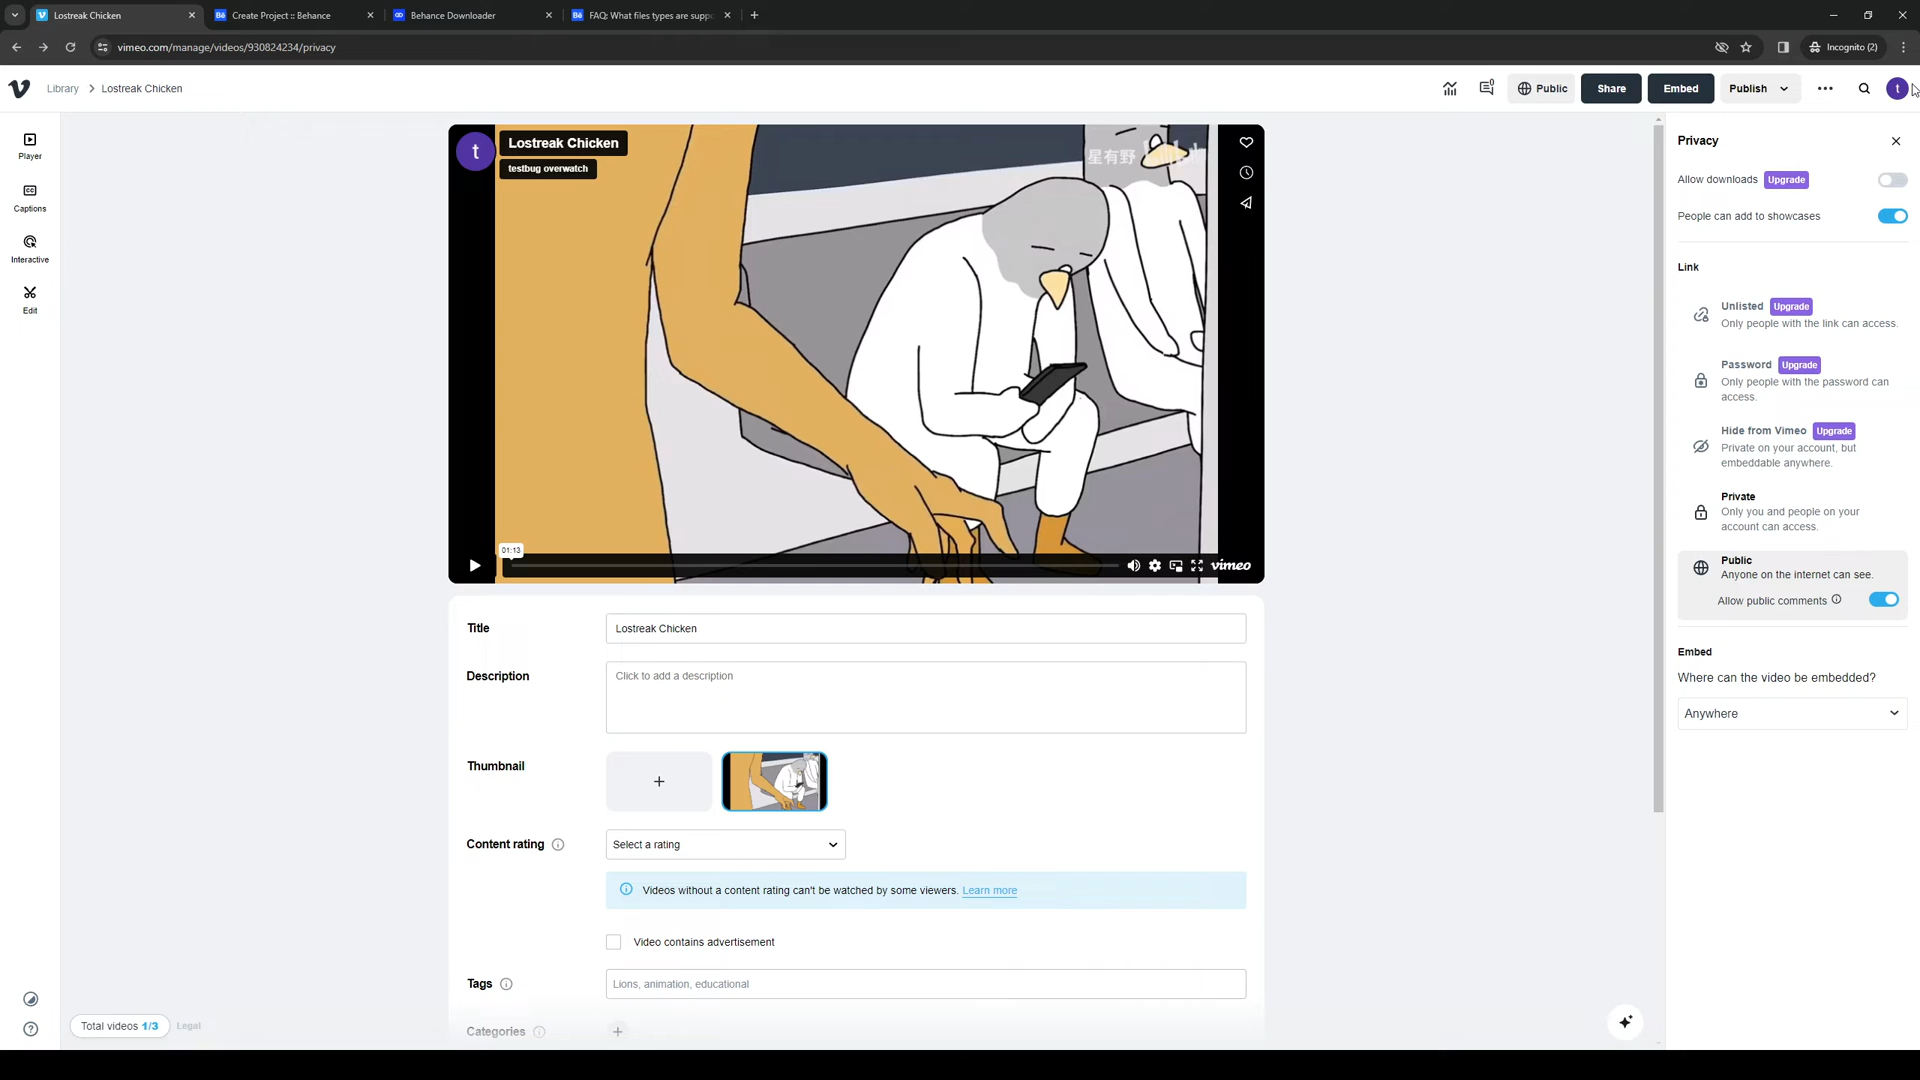 Lostreak Chicken
Create Project :: Behance
Behance Downloader
FAQ: What files types are supp
vimeo.com/manage/videos/930824234/privacy
Incognito (2)
Library
Lostreak Chicken
Public
Share
Embed
Publish
t
Player
Captions
Interactive
Edit
t
Lostreak Chicken
testbug overwatch
星有野
01:13
vimeo
Title
Lostreak Chicken
Description
Click to add a description
Thumbnail
Content rating
Select a rating
Videos without a content rating can't be watched by some viewers. Learn more
Video contains advertisement
Tags
Lions, animation, educational
Categories
Total videos 1/3
Legal
Privacy
Allow downloads Upgrade
People can add to showcases
Link
Unlisted Upgrade
Only people with the link can access.
Password Upgrade
Only people with the password can
access.
Hide from Vimeo Upgrade
Private on your account, but
embeddable anywhere.
Private
Only you and people on your
account can access.
Public
Anyone on the internet can see.
Allow public comments
Embed
Where can the video be embedded?
Anywhere